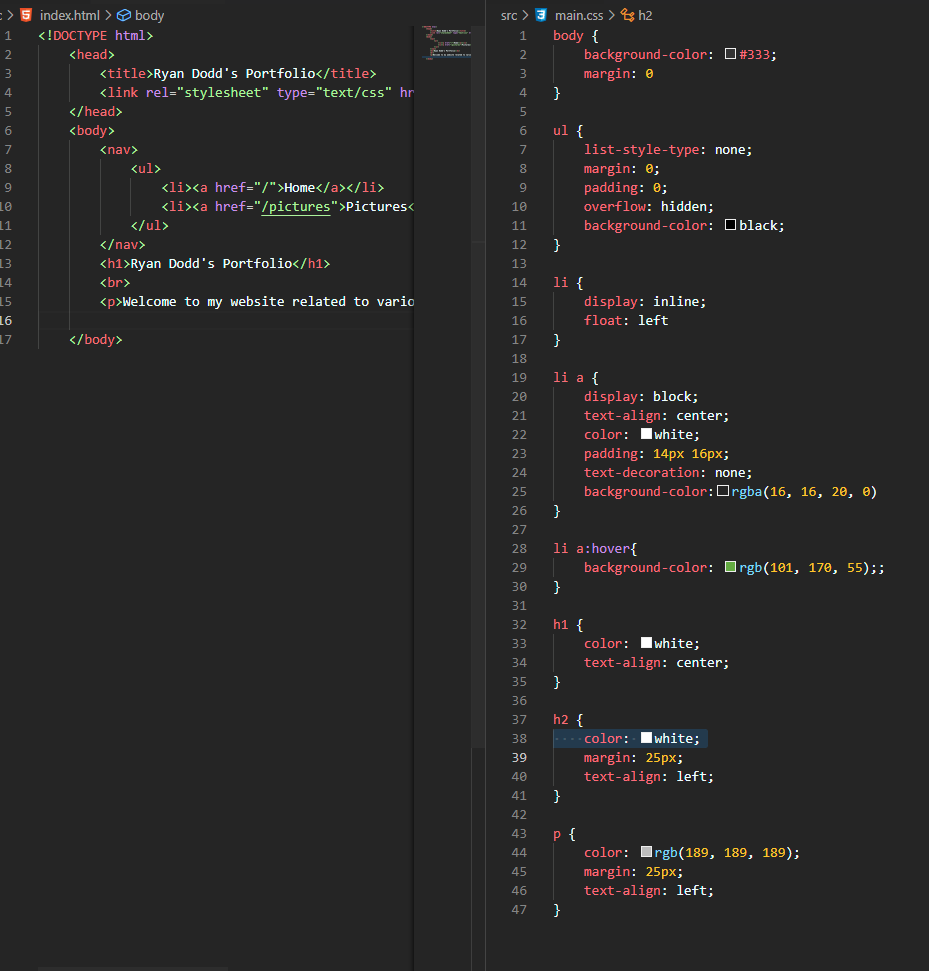 index.html > body
1 <!DOCTYPE html>
2 <head>
3 <title>Ryan Dodd's Portfolio</title>
4 <link rel="stylesheet" type="text/css" hr
5 </head>
6 <body>
7 <nav>
8 <ul>
9 <li><a href="/">Home</a></li>
10 <li><a href="/pictures">Pictures<
11 </ul>
12 </nav>
13 <h1>Ryan Dodd's Portfolio</h1>
14 <br>
15 <p>Welcome to my website related to vario
16
17 </body>
src > main.css > h2
1 body {
2 background-color: #333;
3 margin: 0
4 }
5
6 ul {
7 list-style-type: none;
8 margin: 0;
9 padding: 0;
10 overflow: hidden;
11 background-color: black;
12 }
13
14 li {
15 display: inline;
16 float: left
17 }
18
19 li a {
20 display: block;
21 text-align: center;
22 color: white;
23 padding: 14px 16px;
24 text-decoration: none;
25 background-color: rgba(16, 16, 20, 0)
26 }
27
28 li a:hover{
29 background-color: rgb(101, 170, 55);;
30 }
31
32 h1 {
33 color: white;
34 text-align: center;
35 }
36
37 h2 {
38 color: white;
39 margin: 25px;
40 text-align: left;
41 }
42
43 p {
44 color: rgb(189, 189, 189);
45 margin: 25px;
46 text-align: left;
47 }